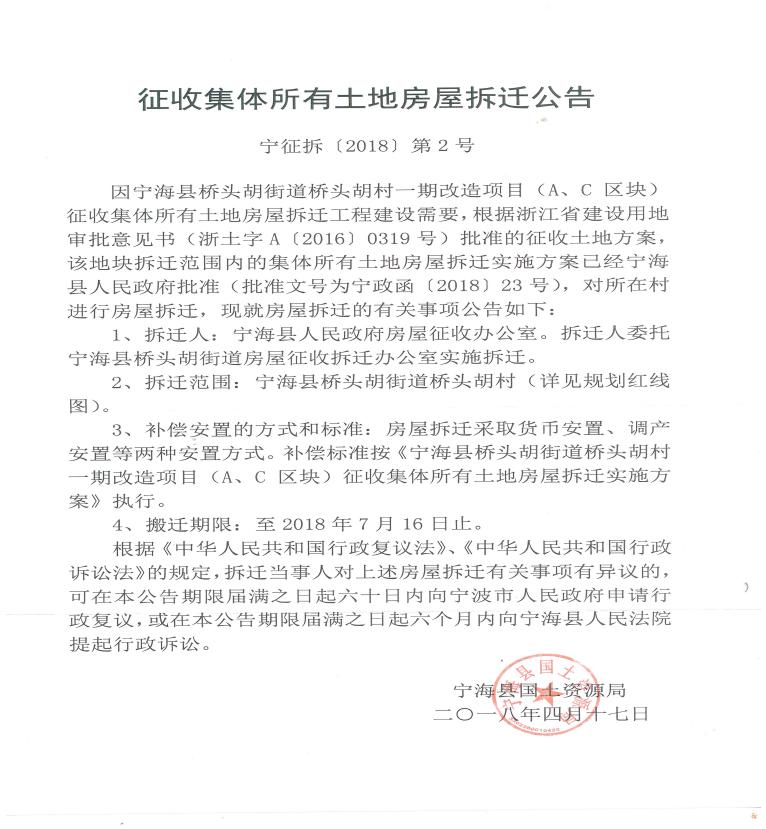 征收集体所有土地房屋拆迁公告
宁征拆〔2018〕第 2 号
因宁海县桥头胡街道桥头胡村一期改造项目（A、C 区块）
征收集体所有土地房屋拆迁工程建设需要，根据浙江省建设用地
审批意见书（浙土字 A〔2016〕0319 号）批准的征收土地方案，
该地块拆迁范围内的集体所有土地房屋拆迁实施方案已经宁海
县人民政府批准（批准文号为宁政函〔2018〕23 号），对所在村
进行房屋拆迁，现就房屋拆迁的有关事项公告如下：
1、拆迁人：宁海县人民政府房屋征收办公室。拆迁人委托
宁海县桥头胡街道房屋征收拆迁办公室实施拆迁。
2、拆迁范围：宁海县桥头胡街道桥头胡村（详见规划红线
图）。
3、补偿安置的方式和标准：房屋拆迁采取货币安置、调产
安置等两种安置方式。补偿标准按《宁海县桥头胡街道桥头胡村
一期改造项目（A、C 区块）征收集体所有土地房屋拆迁实施方
案》执行。
4、搬迁期限：至 2018 年 7 月 16 日止。
根据《中华人民共和国行政复议法》、《中华人民共和国行政
诉讼法》的规定，拆迁当事人对上述房屋拆迁有关事项有异议的，
可在本公告期限届满之日起六十日内向宁波市人民政府申请行
政复议，或在本公告期限届满之日起六个月内向宁海县人民法院
提起行政诉讼。
宁海县国土资源局
二〇一八年四月十七日